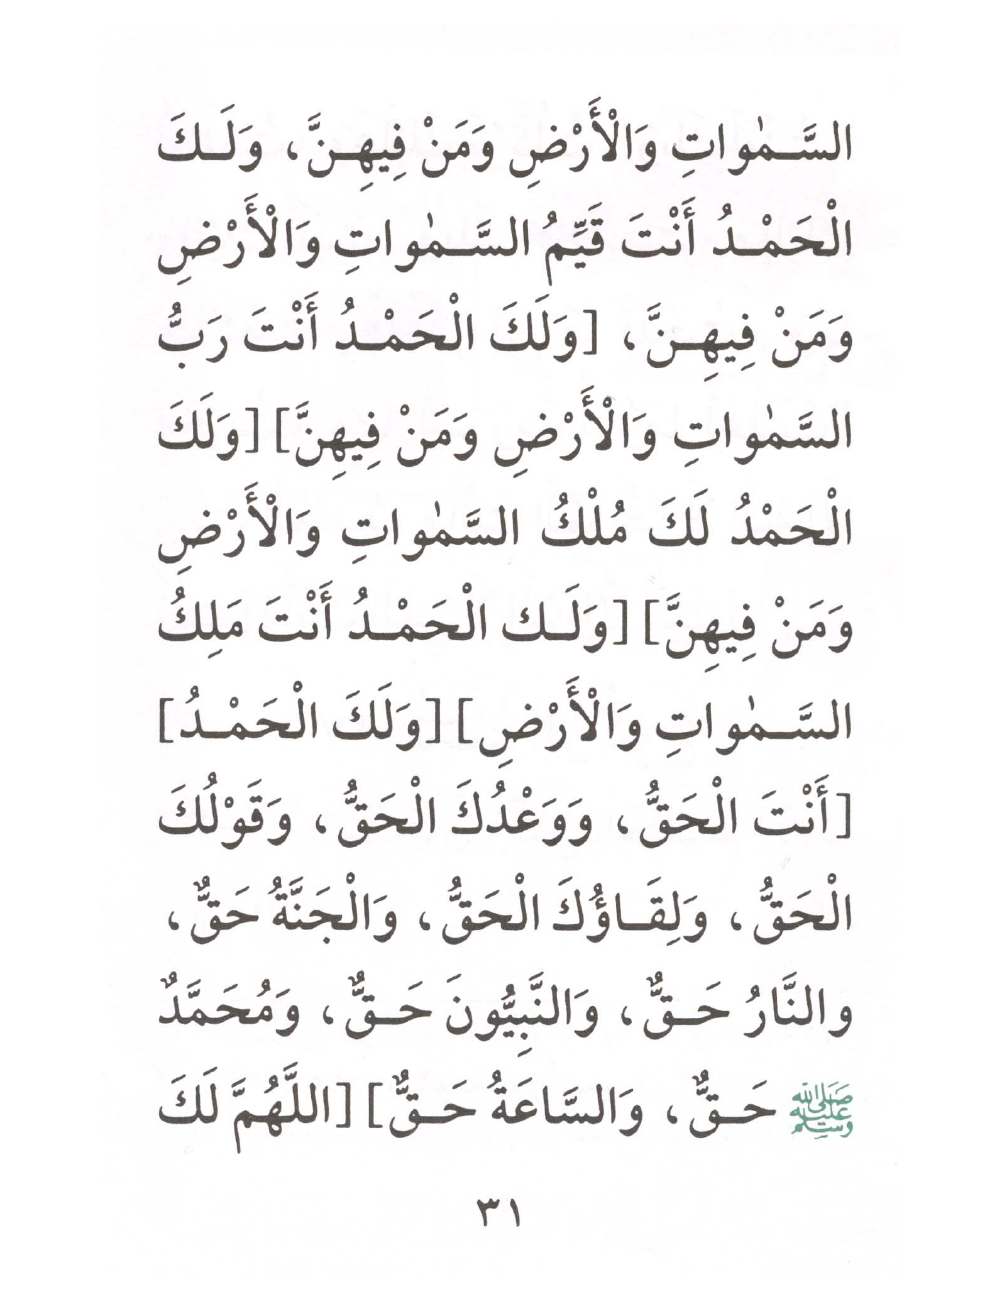 السَّمٰواتِ وَالْأَرْضِ وَمَنْ فِيهِنَّ، وَلَكَ
الْحَمْدُ أَنْتَ قَيِّمُ السَّمٰواتِ وَالْأَرْضِ
وَمَنْ فِيهِنَّ، [وَلَكَ الْحَمْدُ أَنْتَ رَبُّ
السَّمٰواتِ وَالْأَرْضِ وَمَنْ فِيهِنَّ] [وَلَكَ
الْحَمْدُ لَكَ مُلْكُ السَّمٰواتِ وَالْأَرْضِ
وَمَنْ فِيهِنَّ] [وَلَك الْحَمْدُ أَنْتَ مَلِكُ
السَّمٰواتِ وَالْأَرْضِ] [وَلَكَ الْحَمْدُ]
[أَنْتَ الْحَقُّ، وَوَعْدُكَ الْحَقُّ، وَقَوْلُكَ
الْحَقُّ، وَلِقَاؤُكَ الْحَقُّ، وَالْجَنَّةُ حَقٌّ،
والنَّارُ حَقٌّ، وَالنَّبِيُّونَ حَقٌّ، وَمُحَمَّدٌ
ﷺ حَقٌّ، وَالسَّاعَةُ حَقٌّ] [اللَّهُمَّ لَكَ
٣١